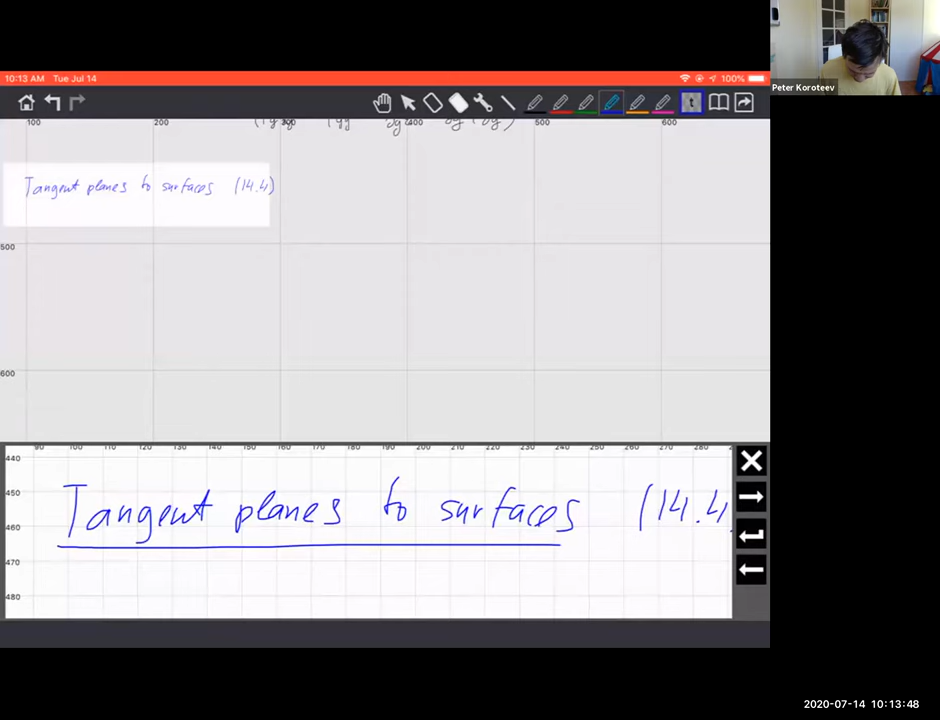 10:13 AM Tue Jul 14
100%
t
Peter Koroteev
100 200 300 400 500 600
Tangent planes to surfaces (14.4)
500
600
90 100 110 120 130 140 150 160 170 180 190 200 210 220 230 240 250 260 270 280
440
450
Tangent planes to surfaces (14.4
460
470
480
2020-07-14 10:13:48